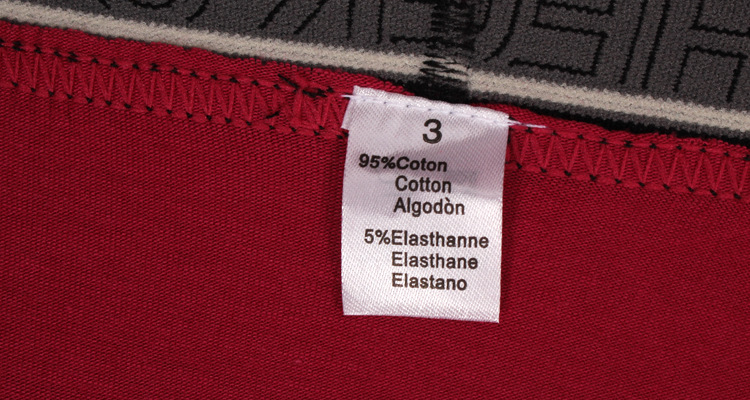 3
95%Coton
Cotton
Algodòn
5%Elasthanne
Elasthane
Elastano